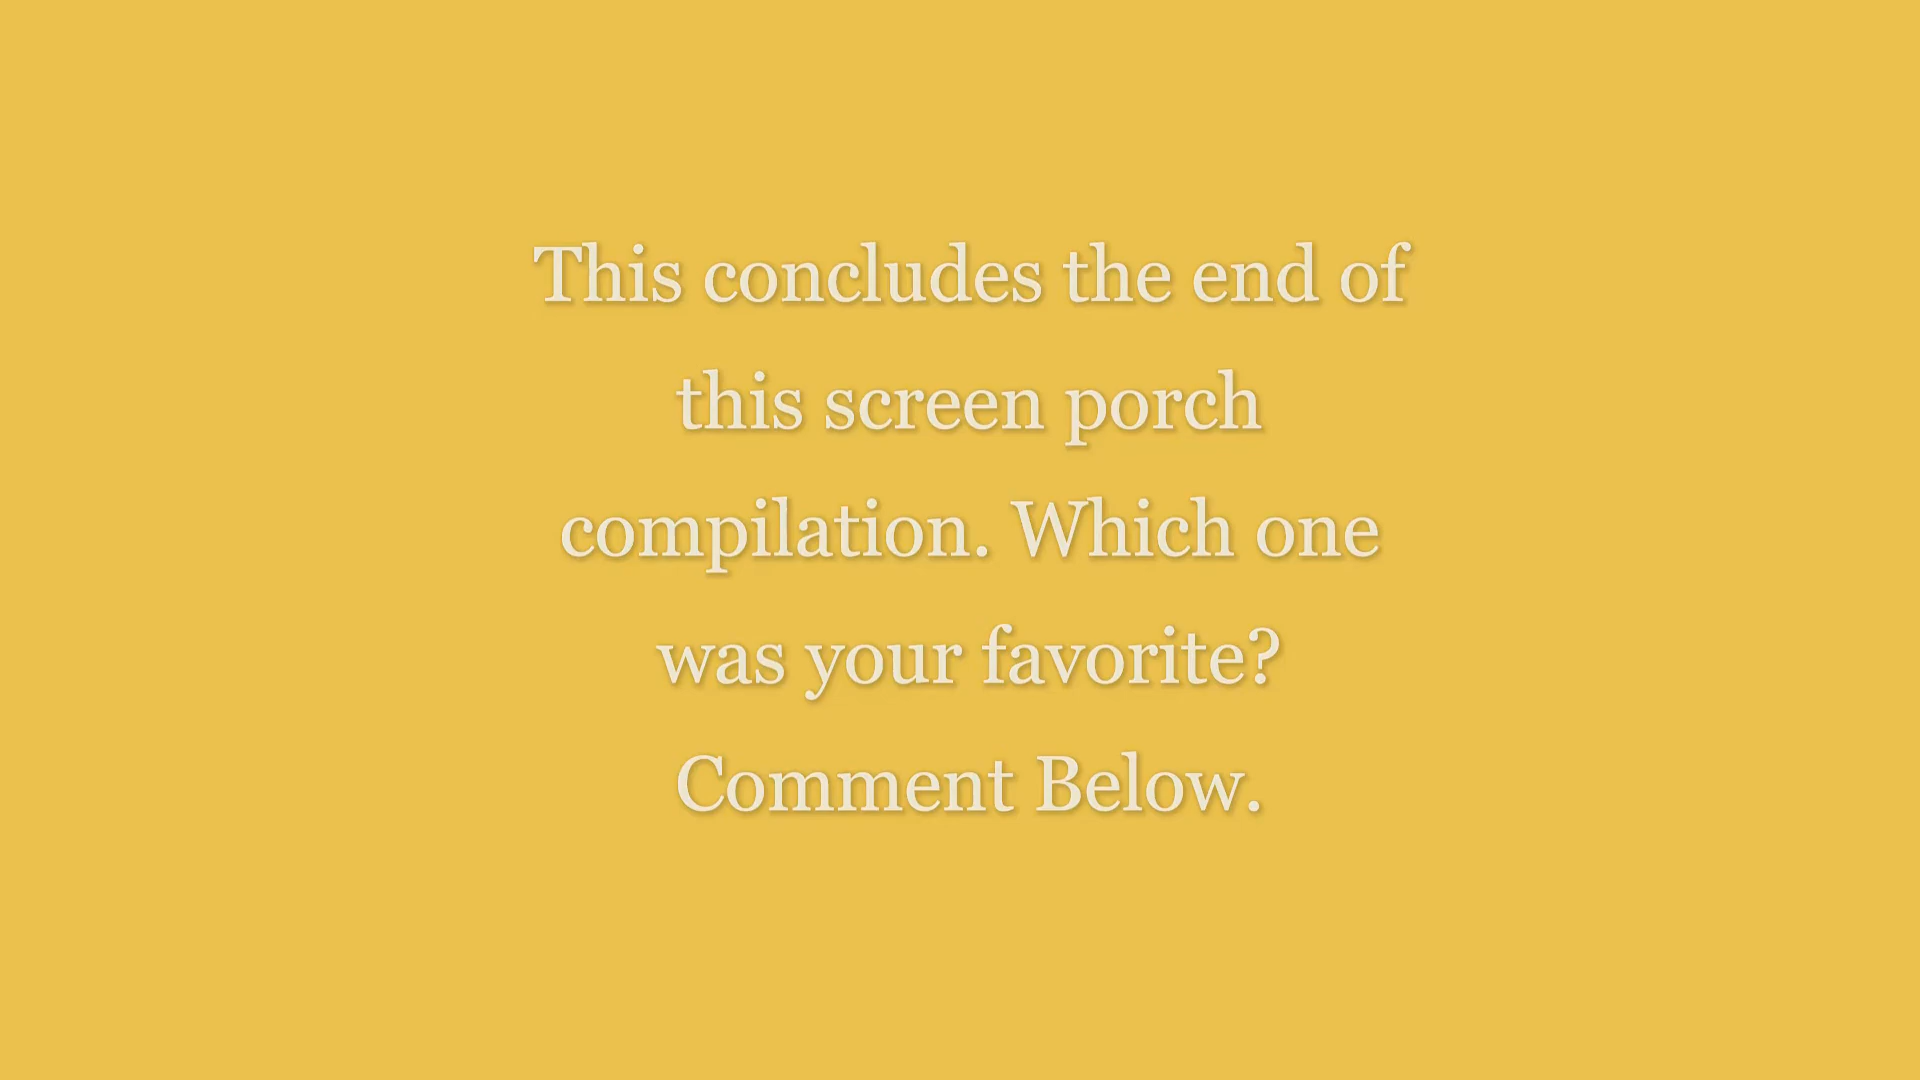 This concludes the end of
this screen porch
compilation. Which one
was your favorite?
Comment Below.